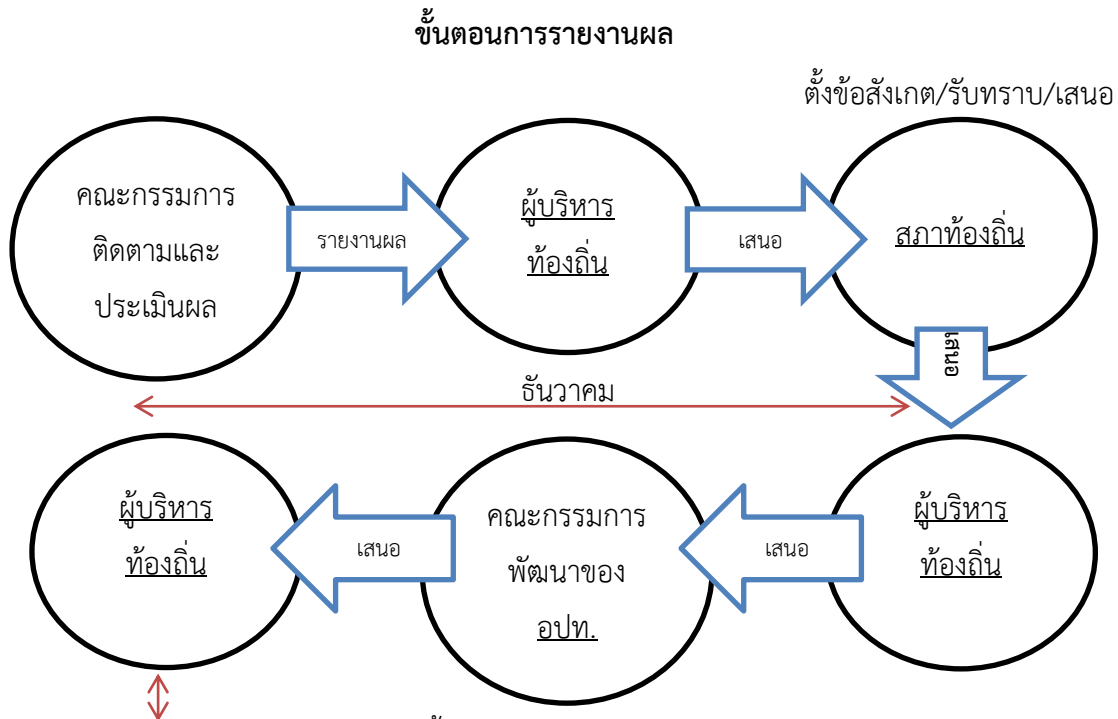 ขั้นตอนการรายงานผล
ตั้งข้อสังเกต/รับทราบ/เสนอ
คณะกรรมการ
ติดตามและ
ประเมินผล
รายงานผล
ผู้บริหาร
ท้องถิ่น
เสนอ
สภาท้องถิ่น
เสนอ
ธันวาคม
ผู้บริหาร
ท้องถิ่น
เสนอ
คณะกรรมการ
พัฒนาของ
อปท.
เสนอ
ผู้บริหาร
ท้องถิ่น